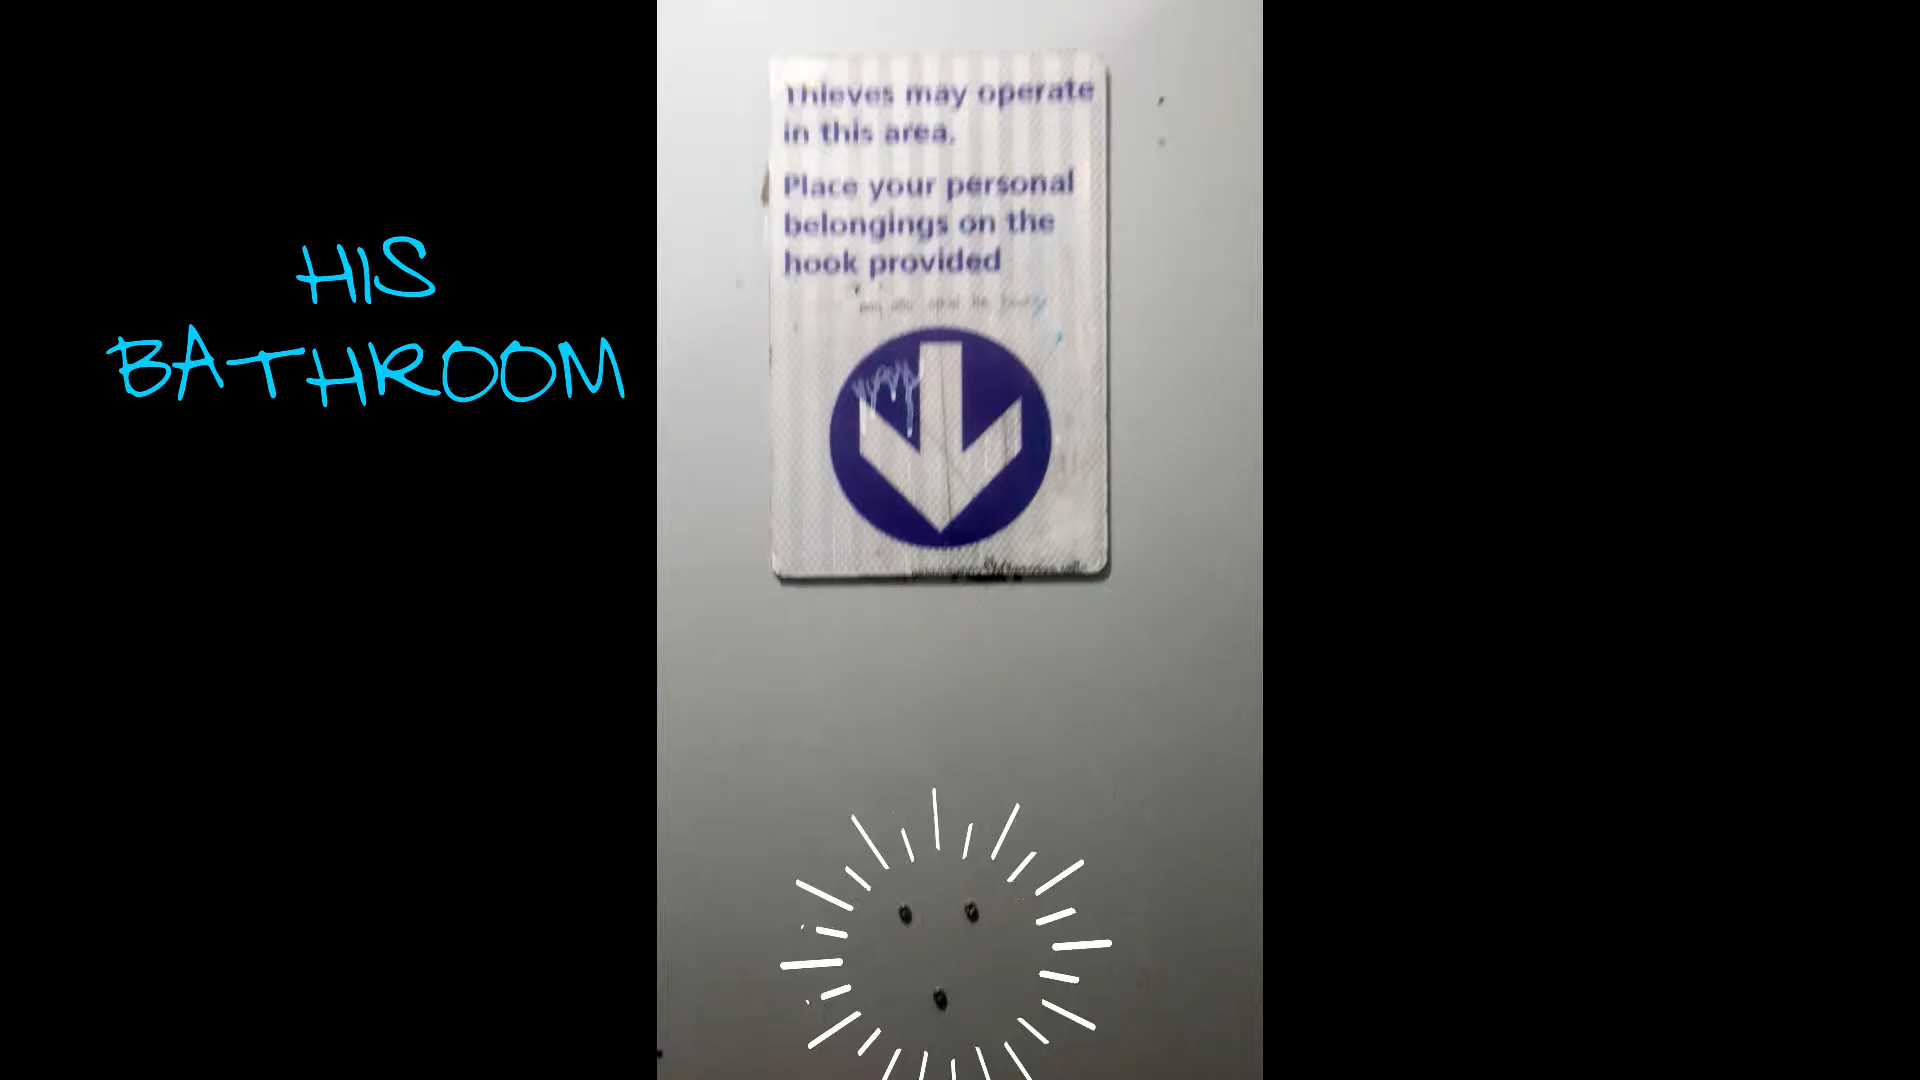 HIS
BATHROOM
Thieves may operate
in this area.
Place your personal
belongings on the
hook provided